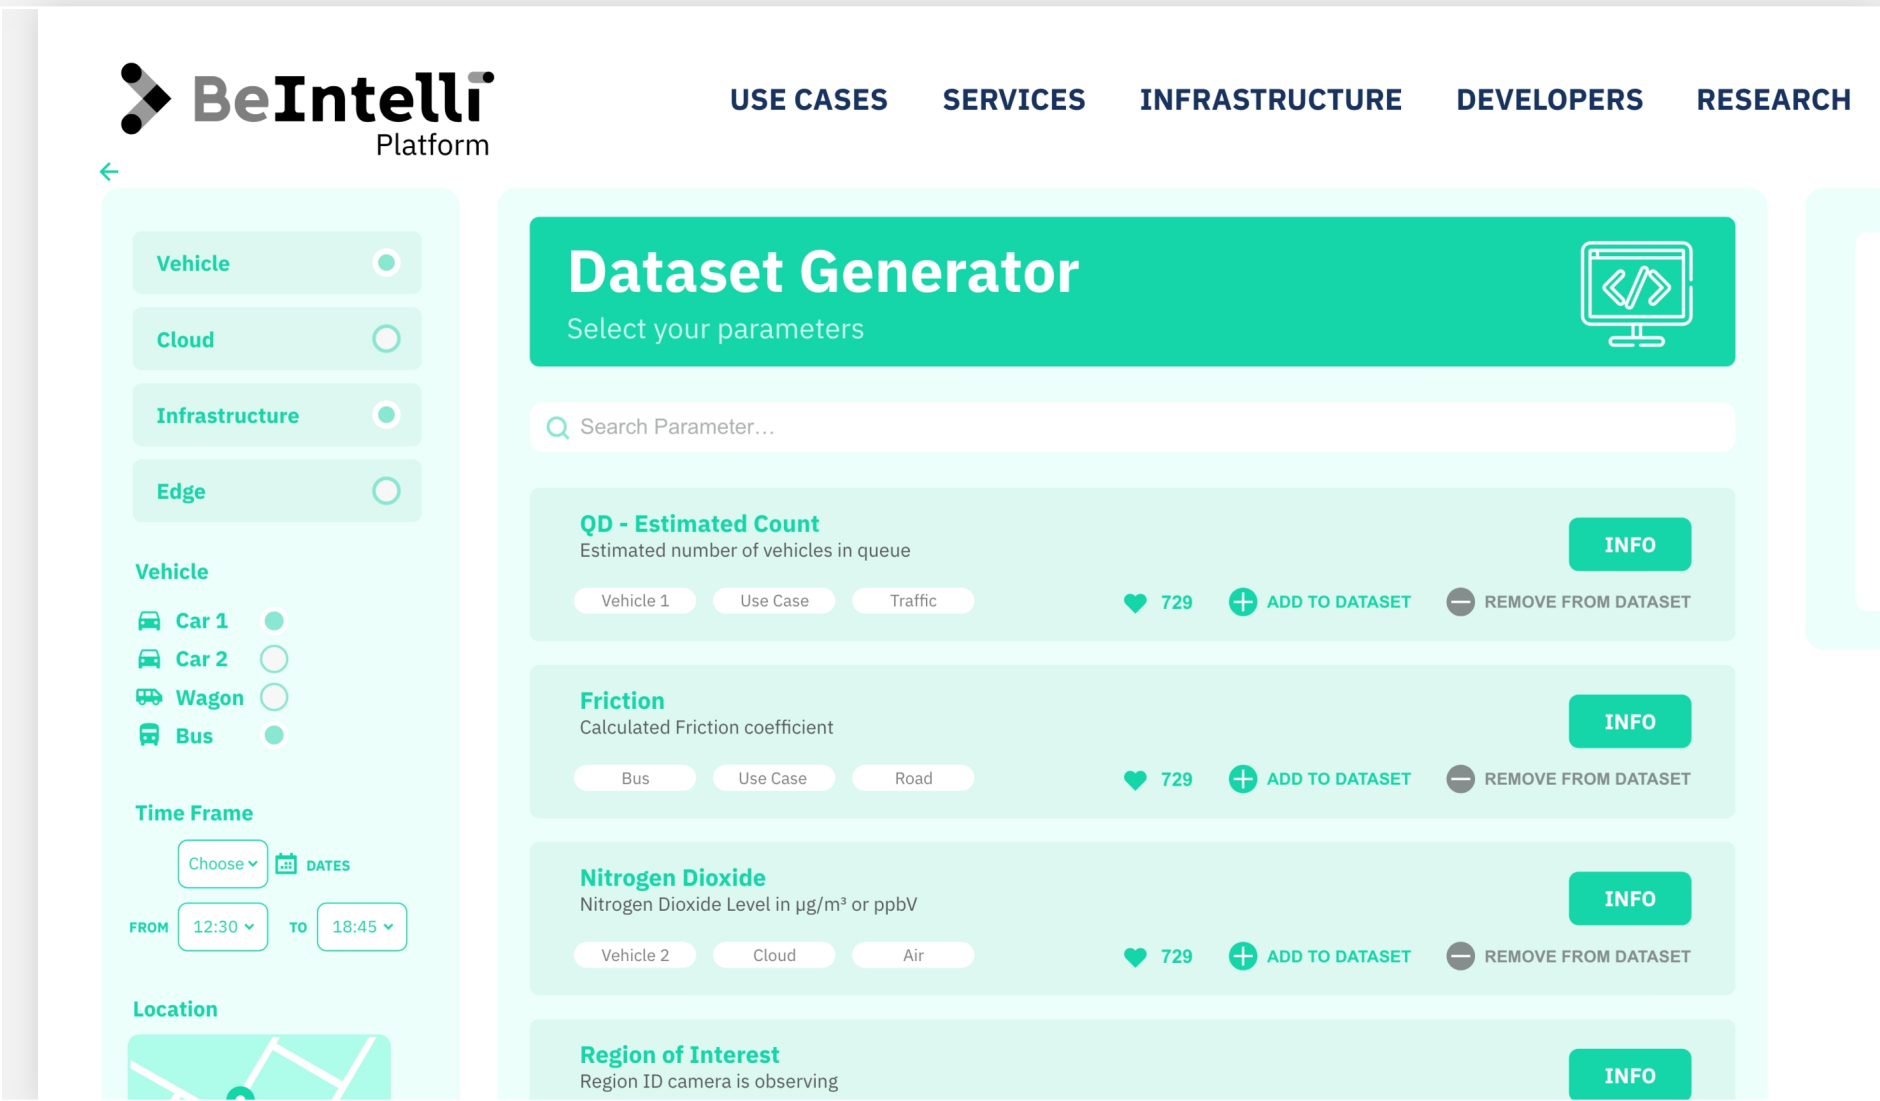 BeIntelli
Platform
USE CASES SERVICES INFRASTRUCTURE DEVELOPERS RESEARCH
Vehicle
Cloud
Infrastructure
Edge
Vehicle
Car 1
Car 2
Wagon
Bus
Time Frame
Choose DATES
FROM 12:30 TO 18:45
Location
Dataset Generator
Select your parameters
Search Parameter...
QD - Estimated Count
Estimated number of vehicles in queue
INFO
Vehicle 1 Use Case Traffic 729 ADD TO DATASET REMOVE FROM DATASET
Friction
Calculated Friction coefficient
INFO
Bus Use Case Road 729 ADD TO DATASET REMOVE FROM DATASET
Nitrogen Dioxide
Nitrogen Dioxide Level in µg/m³ or ppbV
INFO
Vehicle 2 Cloud Air 729 ADD TO DATASET REMOVE FROM DATASET
Region of Interest
Region ID camera is observing
INFO